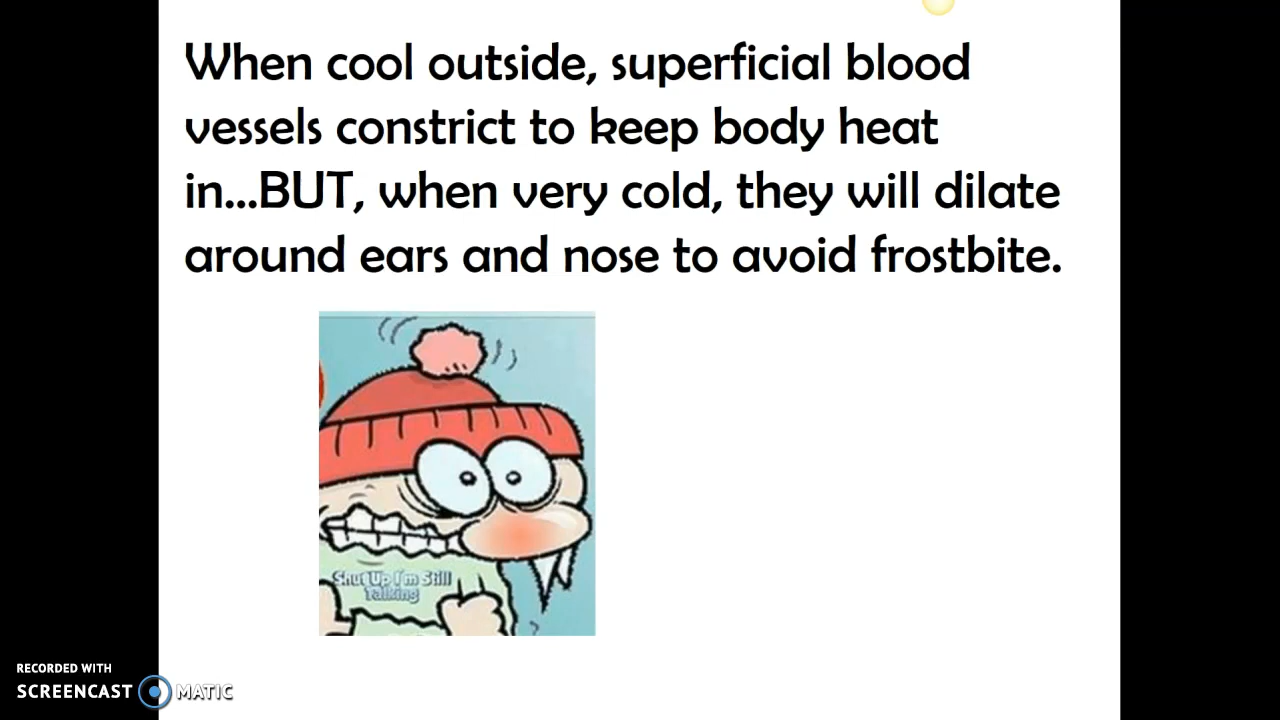 When cool outside, superficial blood
vessels constrict to keep body heat
in...BUT, when very cold, they will dilate
around ears and nose to avoid frostbite.
Shut Up I'm Still
Talking
RECORDED WITH
SCREENCAST MATIC